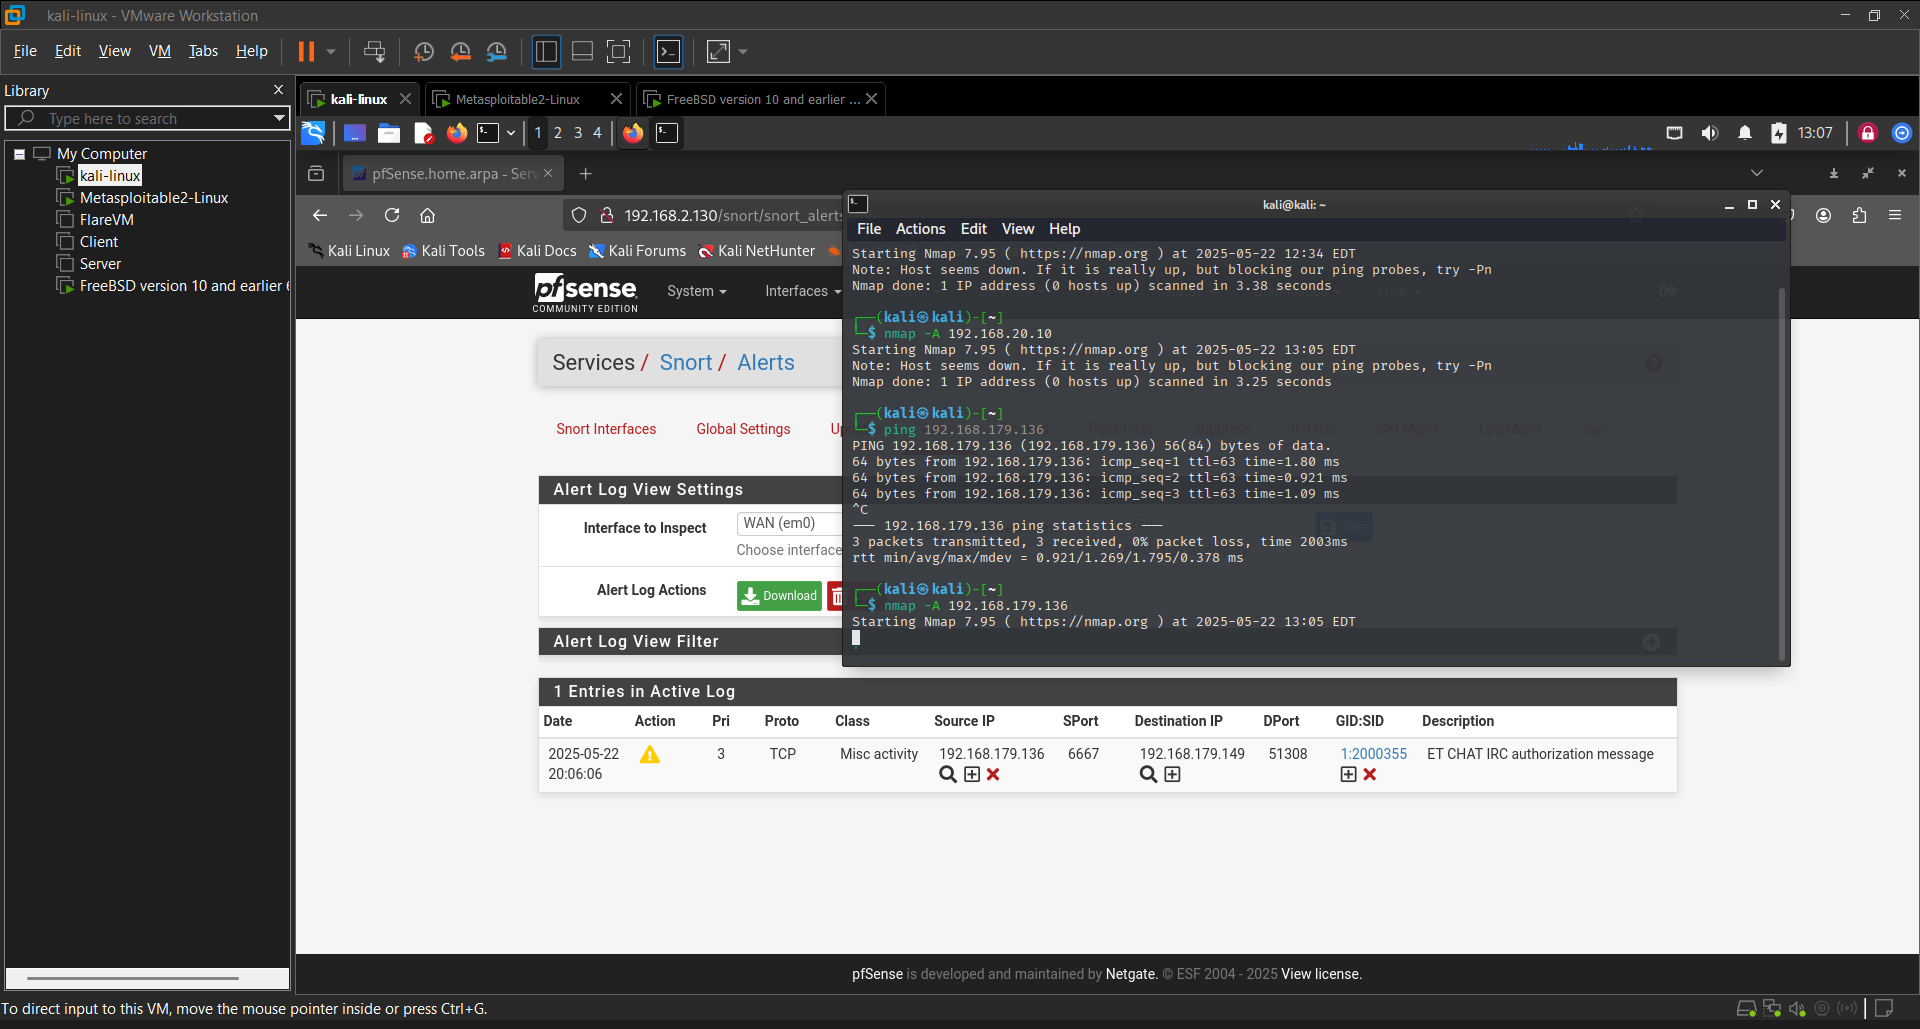 kali-linux - VMware Workstation
File Edit View VM Tabs Help
Library
Type here to search
My Computer
kali-linux
Metasploitable2-Linux
FlareVM
Client
Server
FreeBSD version 10 and earlier 6
kali-linux
Metasploitable2-Linux
FreeBSD version 10 and earlier ...
1 2 3 4
13:07
pfSense.home.arpa - Serv
192.168.2.130/snort/snort_alerts
Kali Linux Kali Tools Kali Docs Kali Forums Kali NetHunter
pfsense
COMMUNITY EDITION
System Interfaces Help
Services / Snort / Alerts
Snort Interfaces Global Settings Up Pass Lists Suppress IP Lists SID Mgmt Log Mgmt Sync
Alert Log View Settings
Interface to Inspect
WAN (em0)
Choose interface
Save
Alert Log Actions
Download
Alert Log View Filter
kali@kali: ~
File Actions Edit View Help
Starting Nmap 7.95 ( https://nmap.org ) at 2025-05-22 12:34 EDT
Note: Host seems down. If it is really up, but blocking our ping probes, try -Pn
Nmap done: 1 IP address (0 hosts up) scanned in 3.38 seconds
┌──(kali㉿kali)-[~]
└─$ nmap -A 192.168.20.10
Starting Nmap 7.95 ( https://nmap.org ) at 2025-05-22 13:05 EDT
Note: Host seems down. If it is really up, but blocking our ping probes, try -Pn
Nmap done: 1 IP address (0 hosts up) scanned in 3.25 seconds
┌──(kali㉿kali)-[~]
└─$ ping 192.168.179.136
PING 192.168.179.136 (192.168.179.136) 56(84) bytes of data.
64 bytes from 192.168.179.136: icmp_seq=1 ttl=63 time=1.80 ms
64 bytes from 192.168.179.136: icmp_seq=2 ttl=63 time=0.921 ms
64 bytes from 192.168.179.136: icmp_seq=3 ttl=63 time=1.09 ms
^C
--- 192.168.179.136 ping statistics ---
3 packets transmitted, 3 received, 0% packet loss, time 2003ms
rtt min/avg/max/mdev = 0.921/1.269/1.795/0.378 ms
┌──(kali㉿kali)-[~]
└─$ nmap -A 192.168.179.136
Starting Nmap 7.95 ( https://nmap.org ) at 2025-05-22 13:05 EDT
1 Entries in Active Log
Date Action Pri Proto Class Source IP SPort Destination IP DPort GID:SID Description
2025-05-22 20:06:06 3 TCP Misc activity 192.168.179.136 6667 192.168.179.149 51308 1:2000355 ET CHAT IRC authorization message
pfSense is developed and maintained by Netgate. © ESF 2004 - 2025 View license.
To direct input to this VM, move the mouse pointer inside or press Ctrl+G.